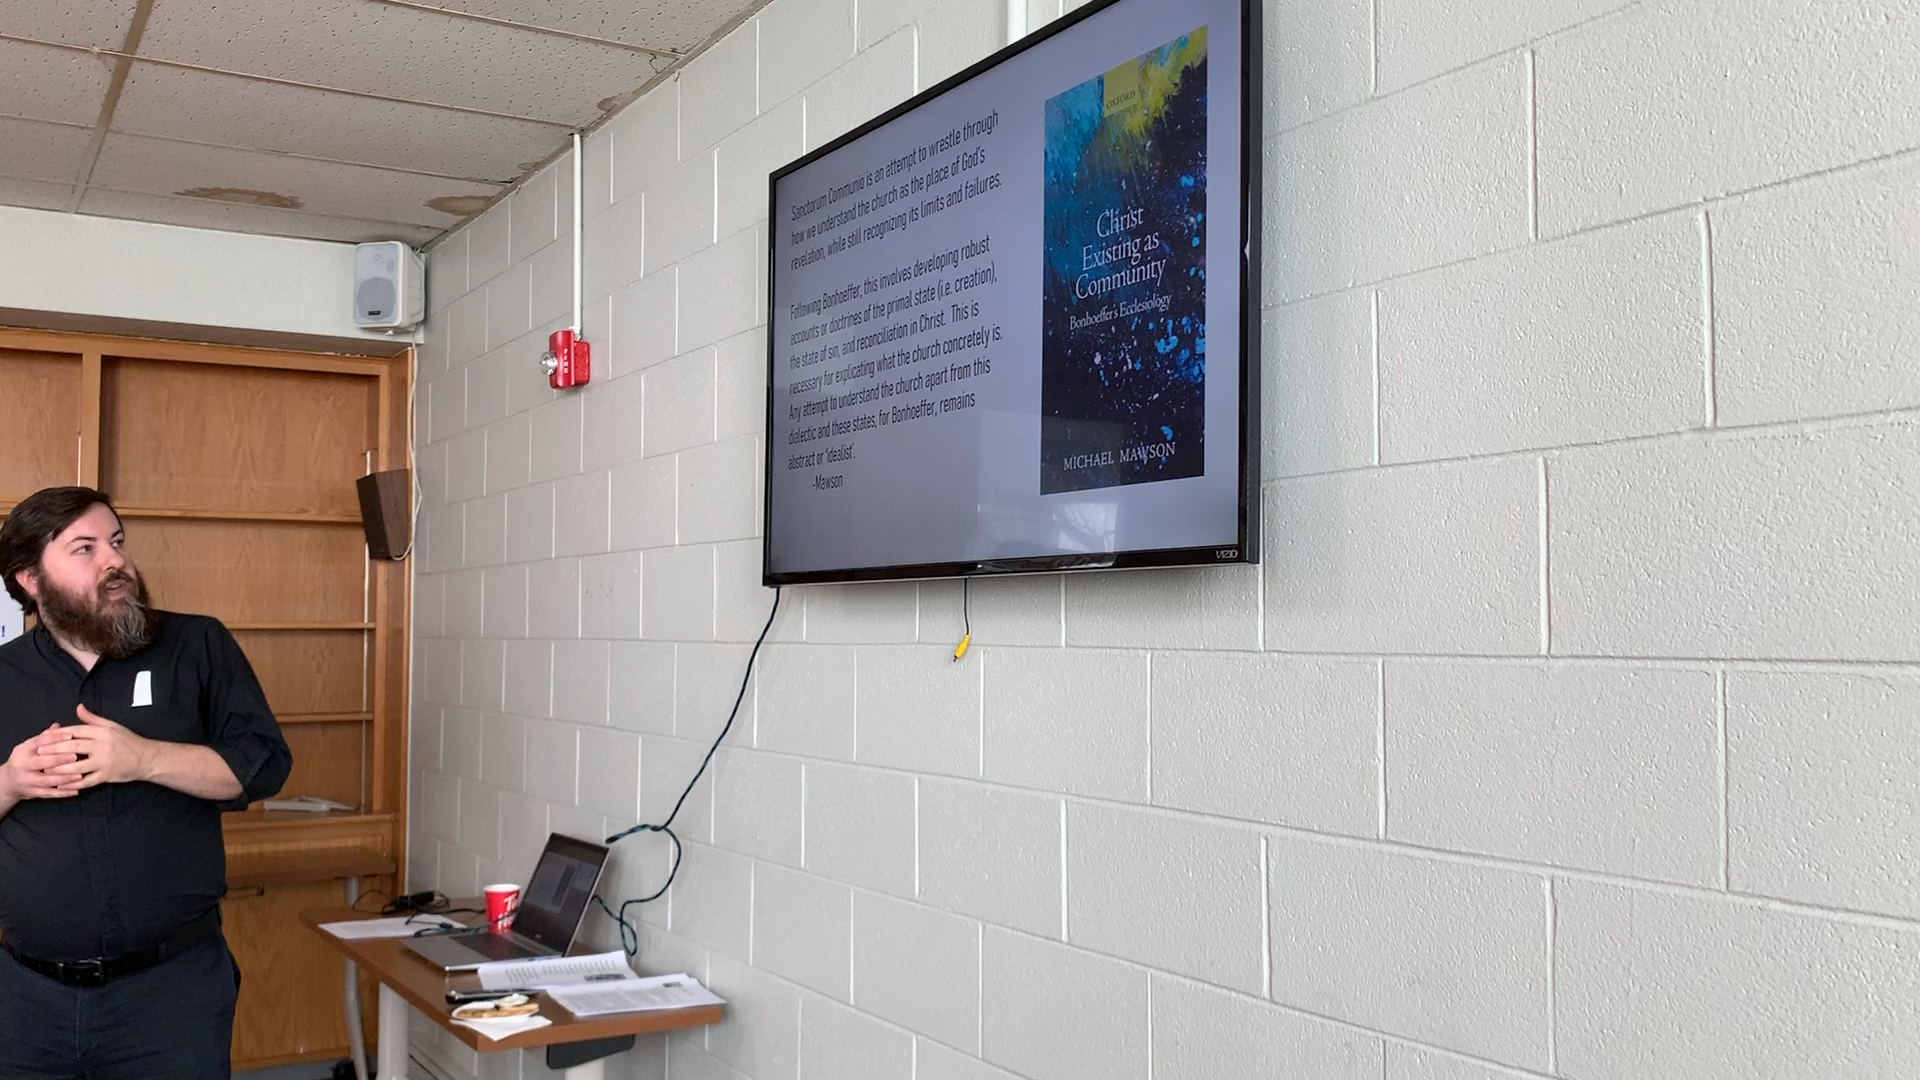 Sanctorum Communio is an attempt to wrestle through
how we understand the church as the place of God's
revelation, while still recognizing its limits and failures.
Following Bonhoeffer, this involves developing robust
accounts or doctrines of the primal state (i.e. creation),
the state of sin, and reconciliation in Christ. This is
necessary for explicating what the church concretely is.
Any attempt to understand the church apart from this
dialectic and these states, for Bonhoeffer, remains
abstract or 'idealist'.
-Mawson
OXFORD
Christ
Existing as
Community
Bonhoeffer's Ecclesiology
MICHAEL MAWSON
VIZIO
FIRE
!